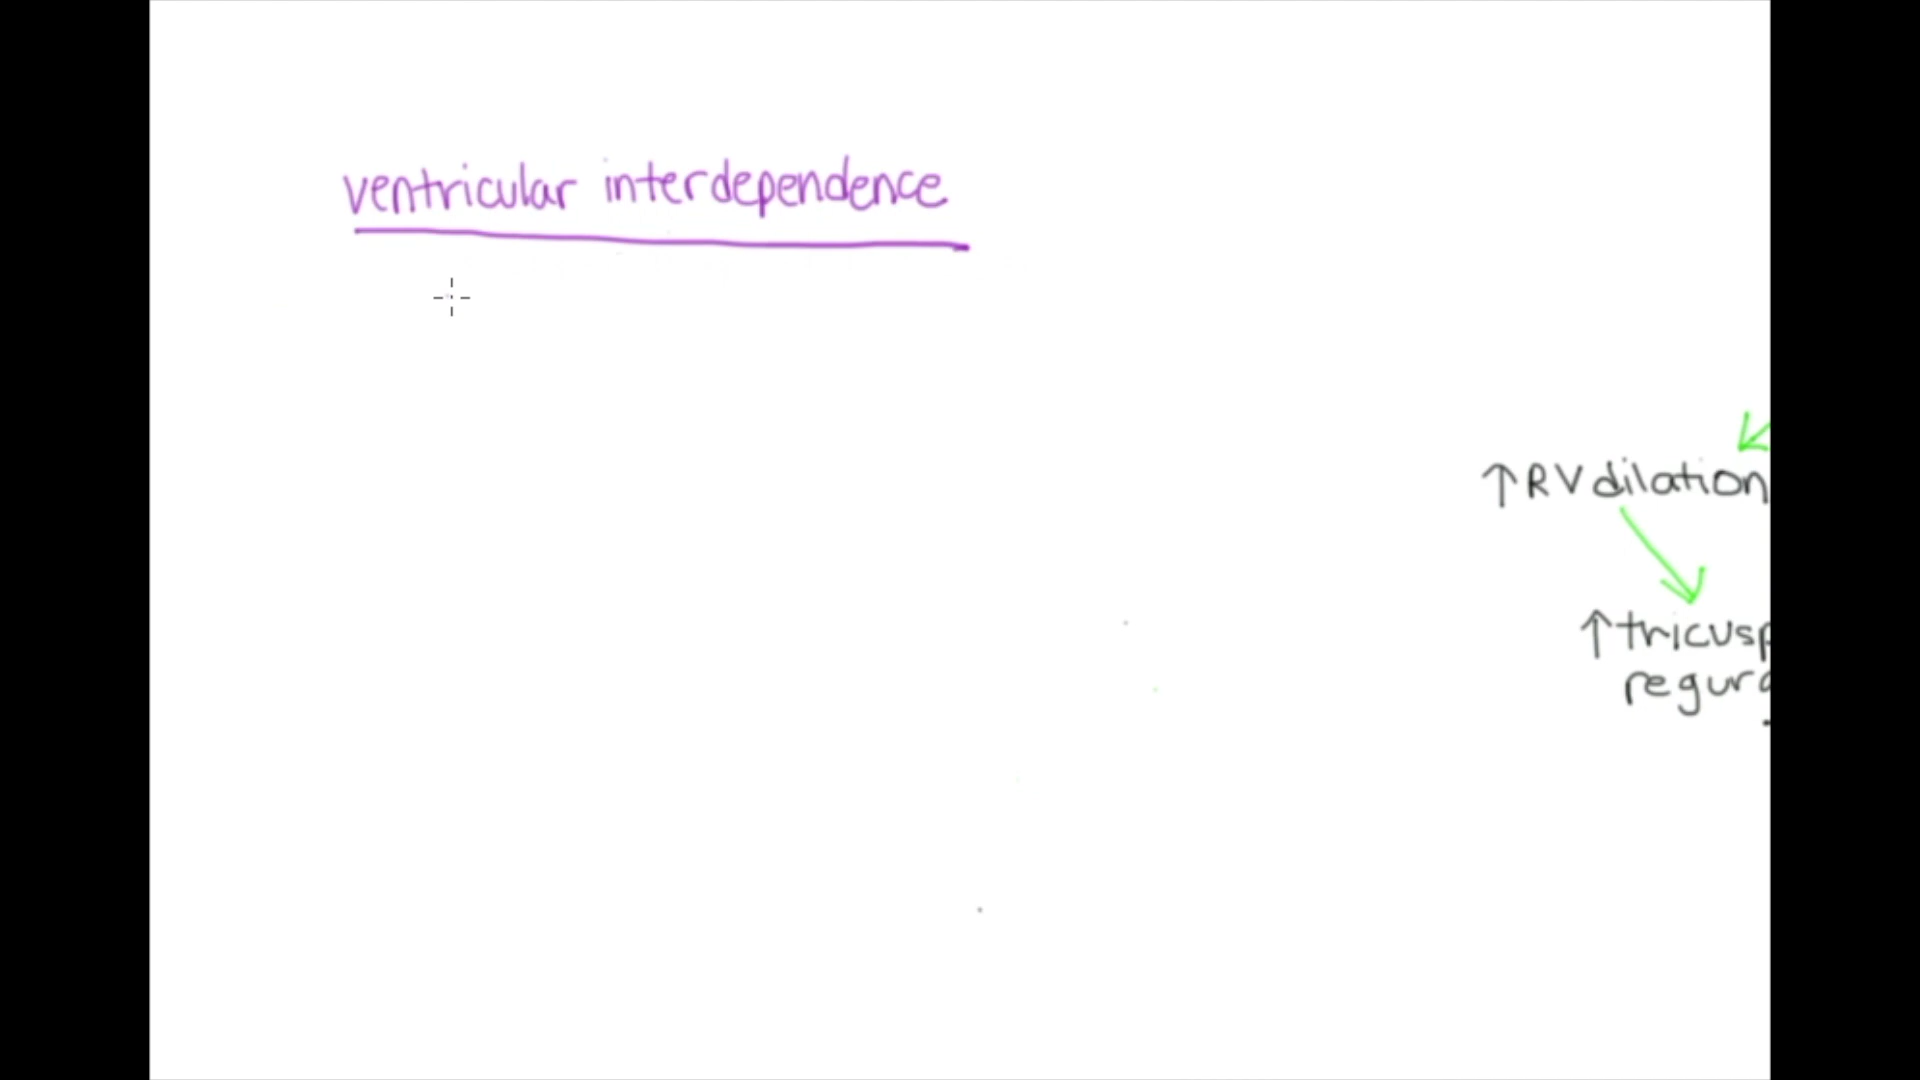 ventricular interdependence
↑RV dilation
↑tricusp
regurg